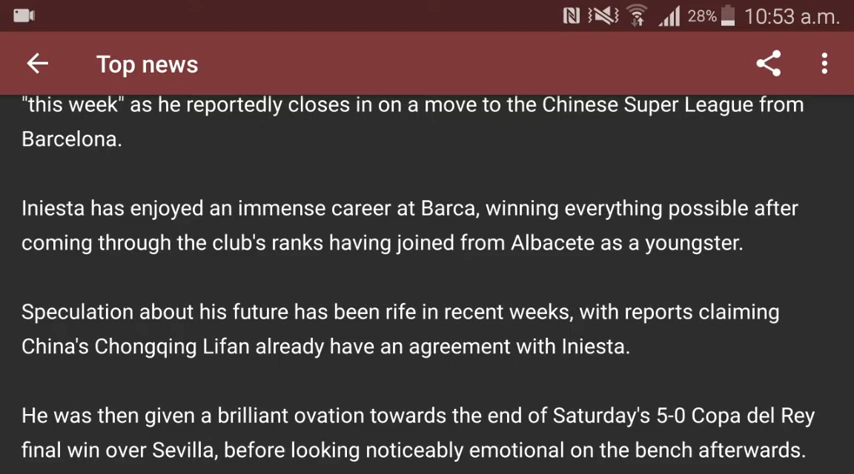 28% 10:53 a.m.
Top news
"this week" as he reportedly closes in on a move to the Chinese Super League from
Barcelona.
Iniesta has enjoyed an immense career at Barca, winning everything possible after
coming through the club's ranks having joined from Albacete as a youngster.
Speculation about his future has been rife in recent weeks, with reports claiming
China's Chongqing Lifan already have an agreement with Iniesta.
He was then given a brilliant ovation towards the end of Saturday's 5-0 Copa del Rey
final win over Sevilla, before looking noticeably emotional on the bench afterwards.